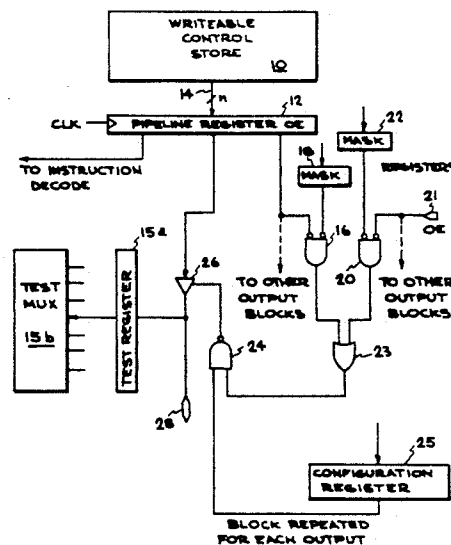 WRITEABLE
CONTROL
STORE
10
14
n
12
CLK
PIPELINE REGISTER OE
22
MASK
18
MASK
REGISTERS
TO INSTRUCTION
DECODE
21
OE
16
20
15a
26
TO OTHER
OUTPUT
BLOCKS
TO OTHER
OUTPUT
BLOCKS
TEST
MUX
15b
TEST REGISTER
24
23
28
25
CONFIGURATION
REGISTER
BLOCK REPEATED
FOR EACH OUTPUT